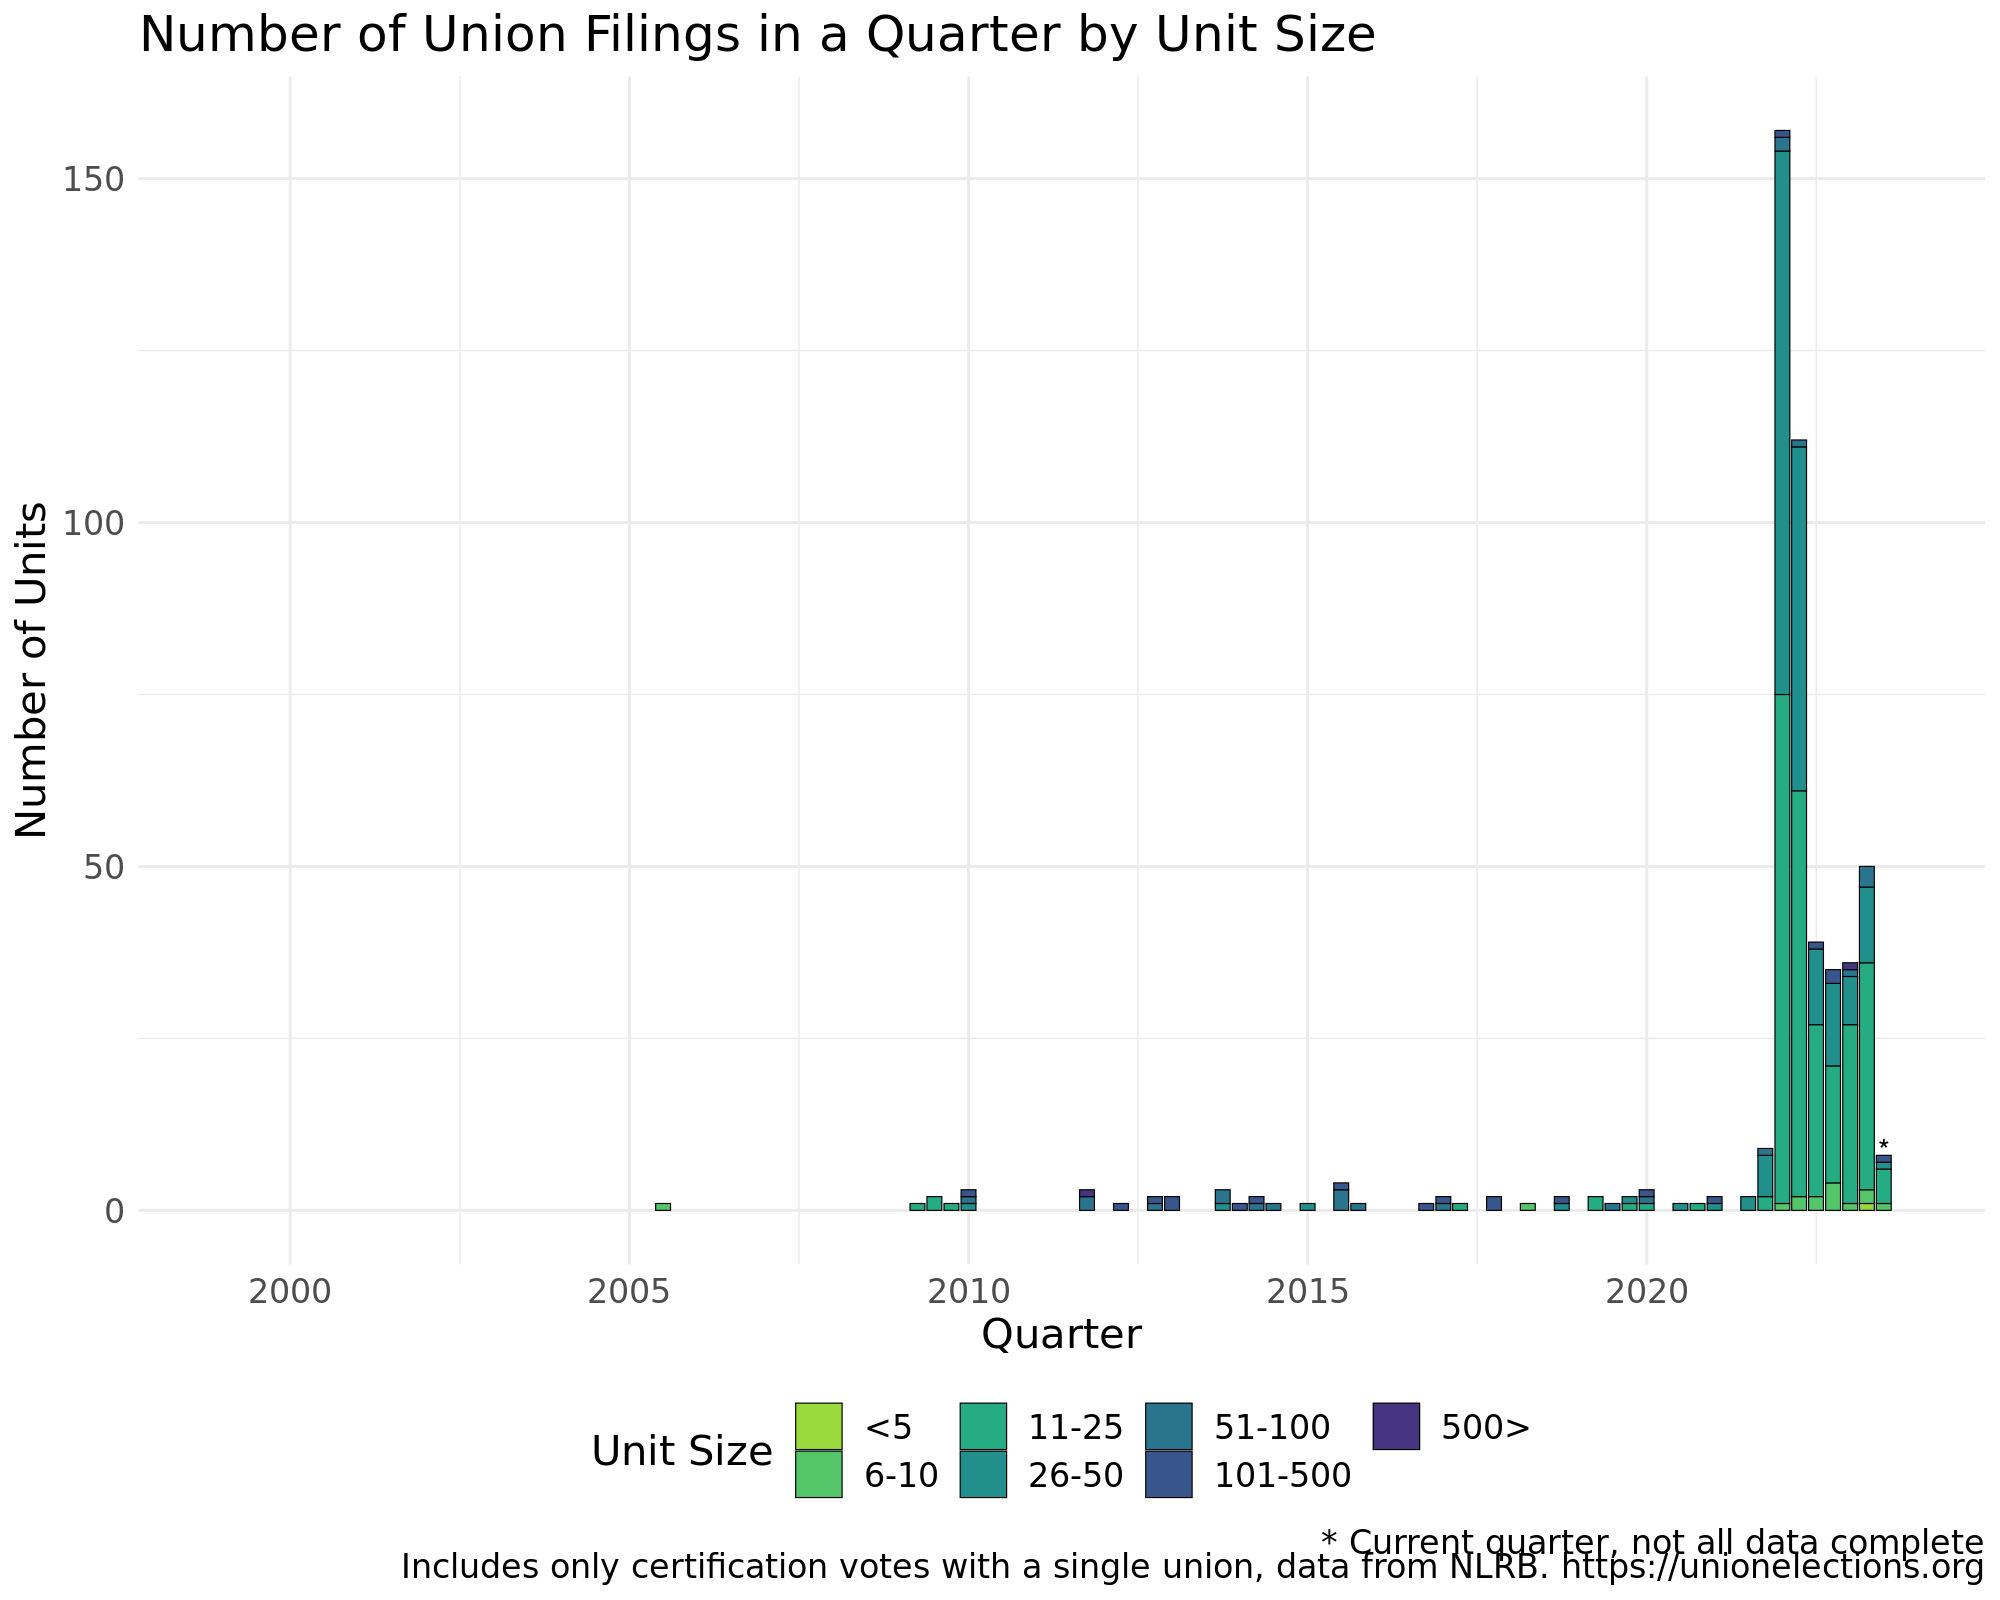 Number of Union Filings in a Quarter by Unit Size
Number of Units
150
100
50
0
*
2000 2005 2010 2015 2020
Quarter
Unit Size
<5 11-25 51-100 500>
6-10 26-50 101-500
* Current quarter, not all data complete
Includes only certification votes with a single union, data from NLRB. https://unionelections.org